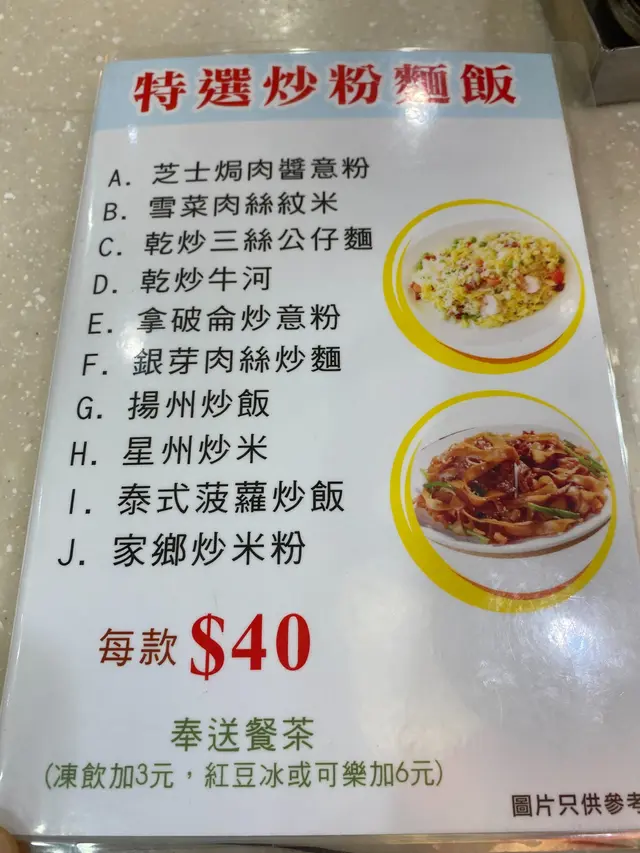 特選炒粉麵飯
A. 芝士焗肉醬意粉
B. 雪菜肉絲紋米
C. 乾炒三絲公仔麵
D. 乾炒牛河
E. 拿破侖炒意粉
F. 銀芽肉絲炒麵
G. 揚州炒飯
H. 星州炒米
I. 泰式菠蘿炒飯
J. 家鄉炒米粉
每款 $40
奉送餐茶
(凍飲加3元，紅豆冰或可樂加6元)
圖片只供參考